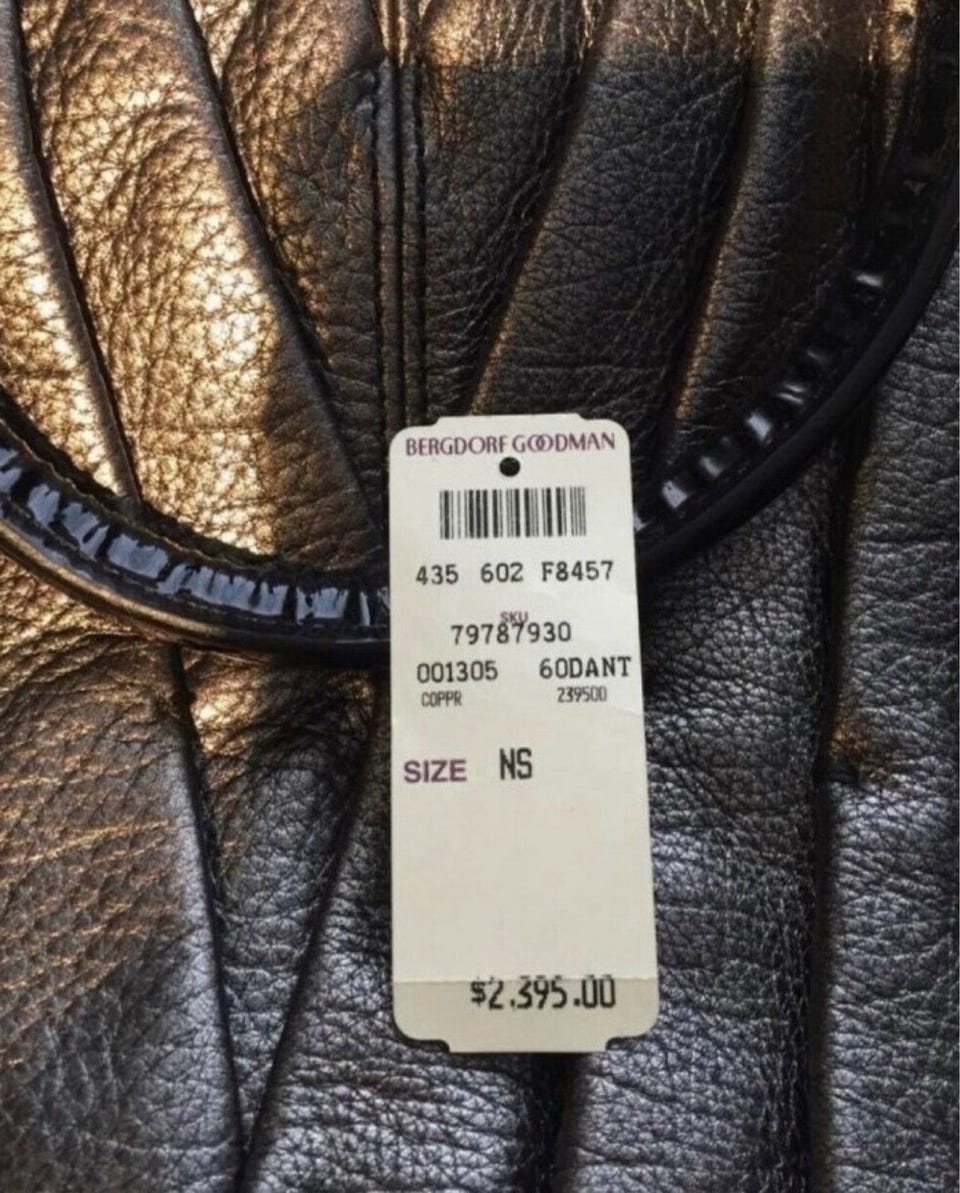 BERGDORF GOODMAN
435 602 F8457
SKU
79787930
001305 60DANT
COPPR 239500
SIZE NS
$2,395.00